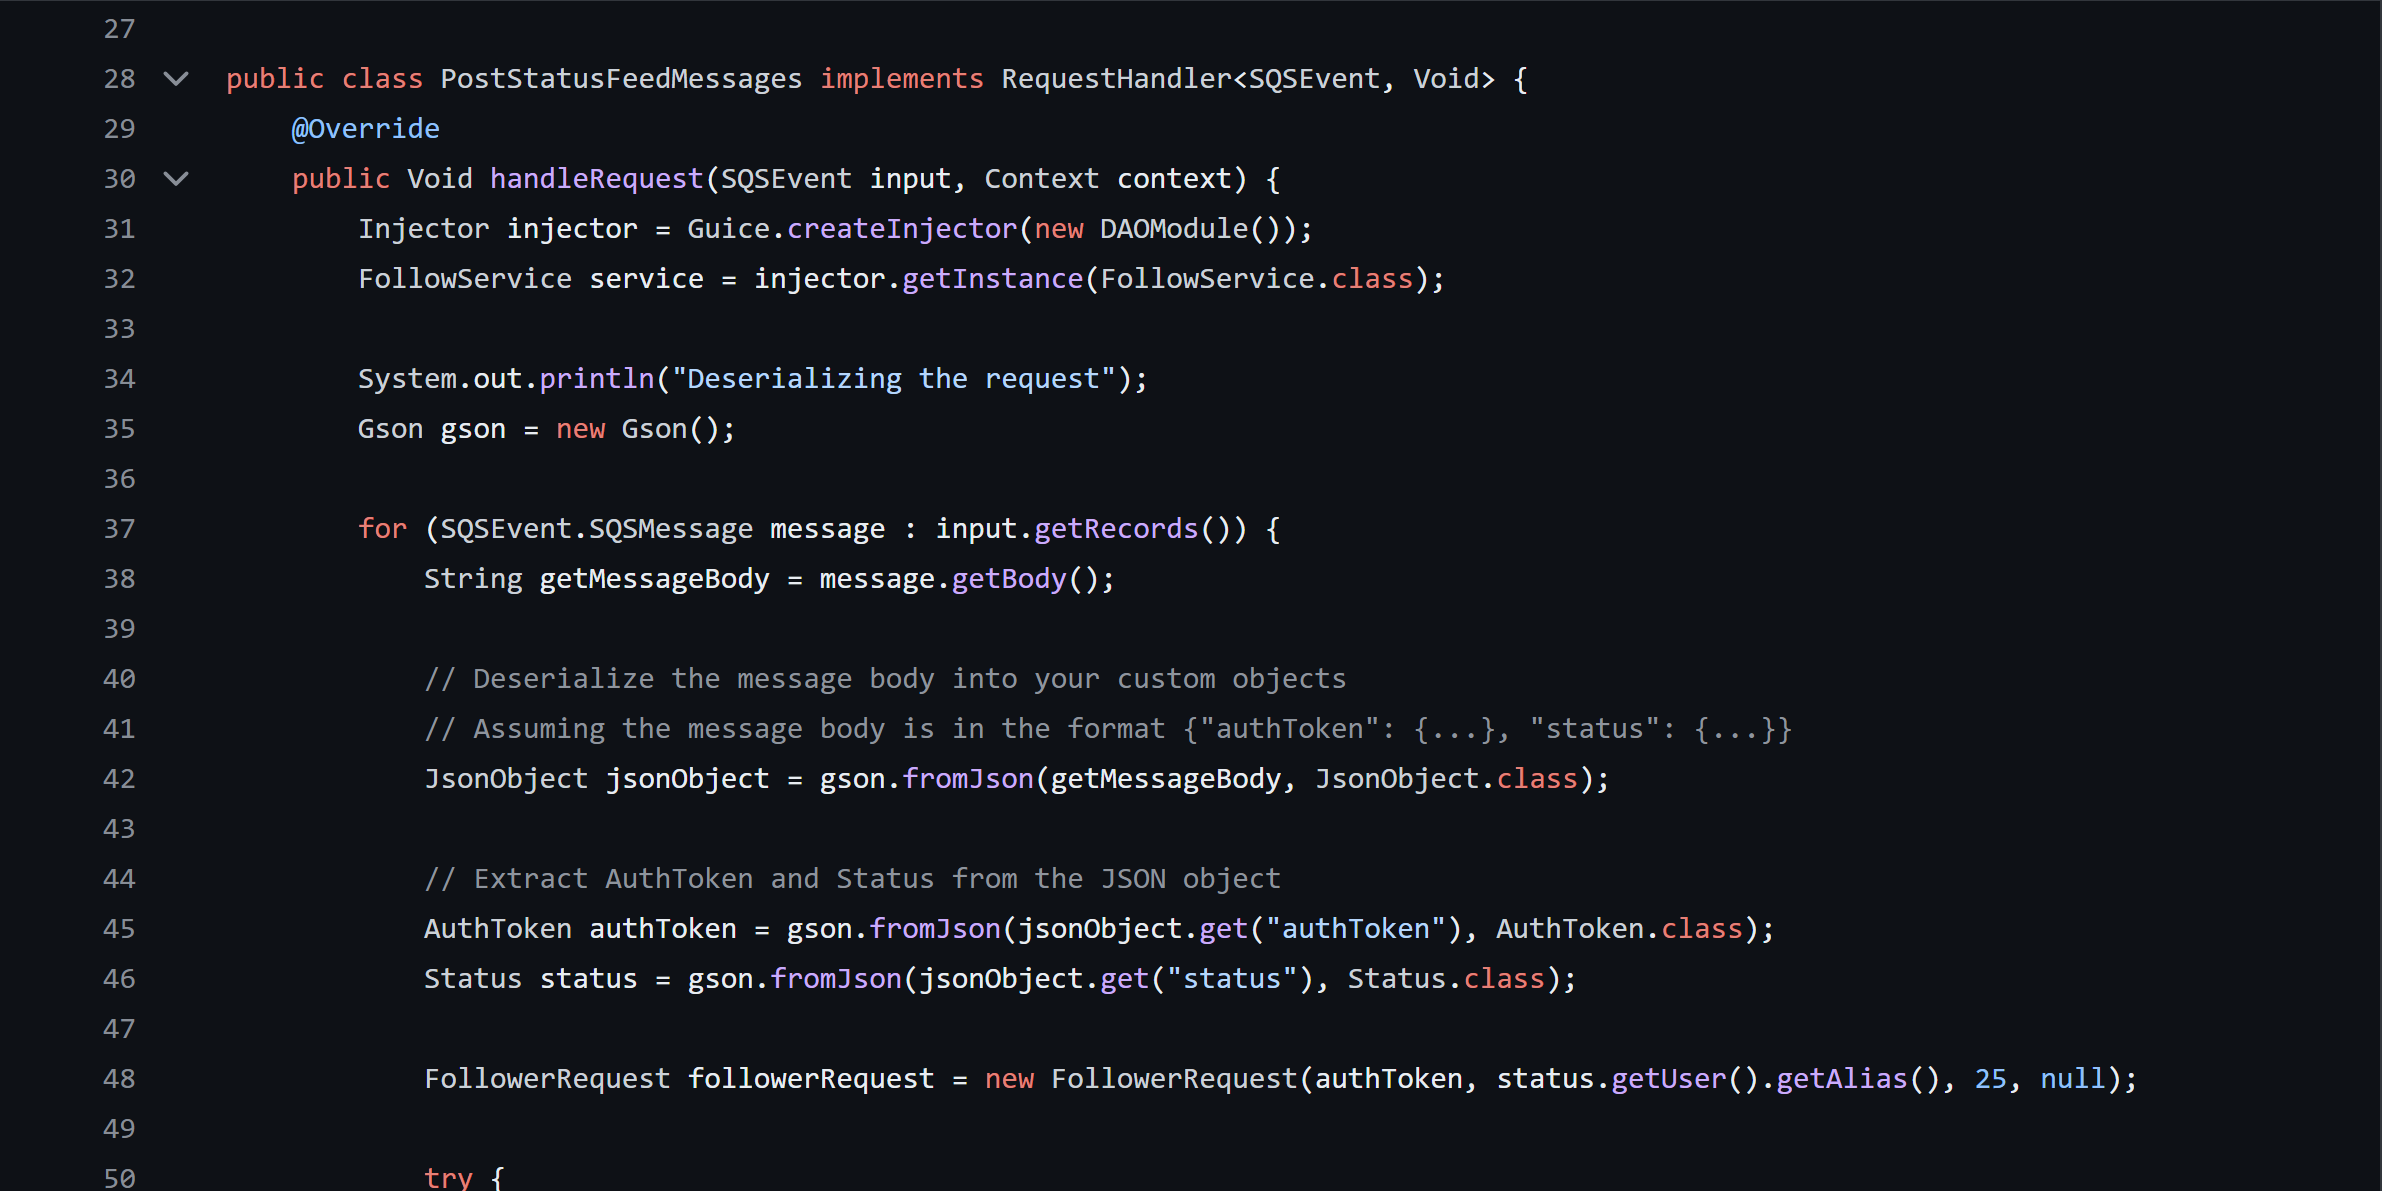 27
28 public class PostStatusFeedMessages implements RequestHandler<SQSEvent, Void> {
29     @Override
30     public Void handleRequest(SQSEvent input, Context context) {
31         Injector injector = Guice.createInjector(new DAOModule());
32         FollowService service = injector.getInstance(FollowService.class);
33
34         System.out.println("Deserializing the request");
35         Gson gson = new Gson();
36
37         for (SQSEvent.SQSMessage message : input.getRecords()) {
38             String getMessageBody = message.getBody();
39
40             // Deserialize the message body into your custom objects
41             // Assuming the message body is in the format {"authToken": {...}, "status": {...}}
42             JsonObject jsonObject = gson.fromJson(getMessageBody, JsonObject.class);
43
44             // Extract AuthToken and Status from the JSON object
45             AuthToken authToken = gson.fromJson(jsonObject.get("authToken"), AuthToken.class);
46             Status status = gson.fromJson(jsonObject.get("status"), Status.class);
47
48             FollowerRequest followerRequest = new FollowerRequest(authToken, status.getUser().getAlias(), 25, null);
49
50             try {